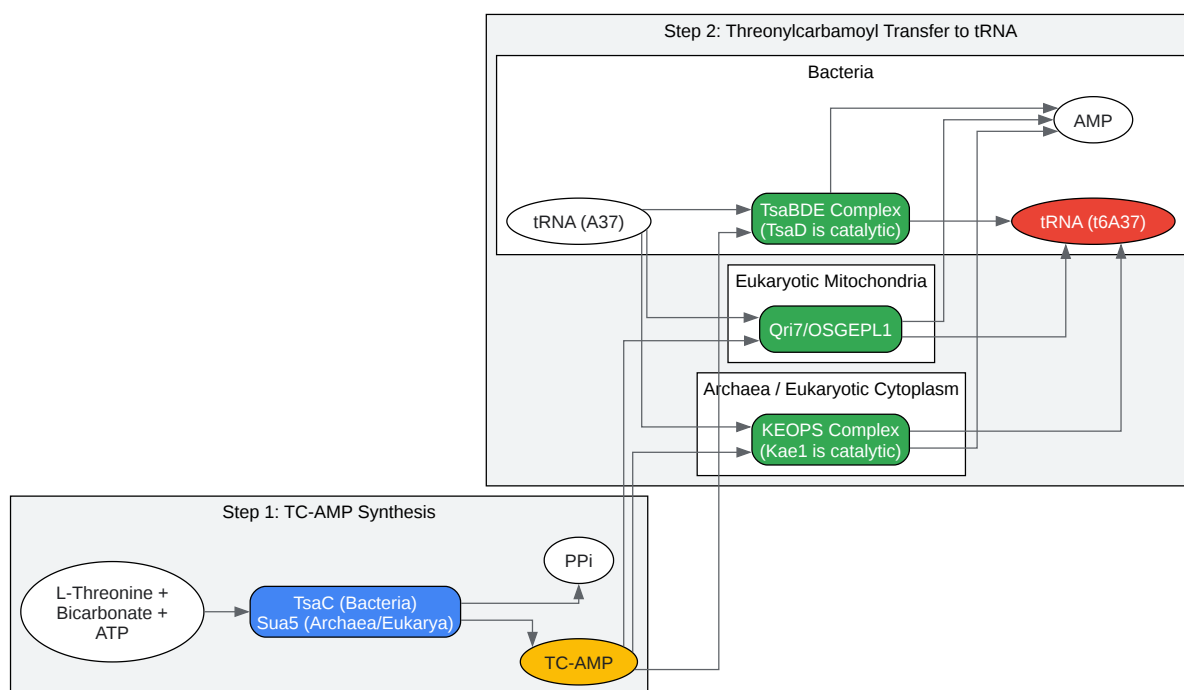 Step 2: Threonylcarbamoyl Transfer to tRNA
Bacteria
AMP
tRNA (A37)
TsaBDE Complex
(TsaD is catalytic)
tRNA (t6A37)
Eukaryotic Mitochondria
Qri7/OSGEPL1
Archaea / Eukaryotic Cytoplasm
KEOPS Complex
(Kae1 is catalytic)
Step 1: TC-AMP Synthesis
PPi
L-Threonine +
Bicarbonate +
ATP
TsaC (Bacteria)
Sua5 (Archaea/Eukarya)
TC-AMP